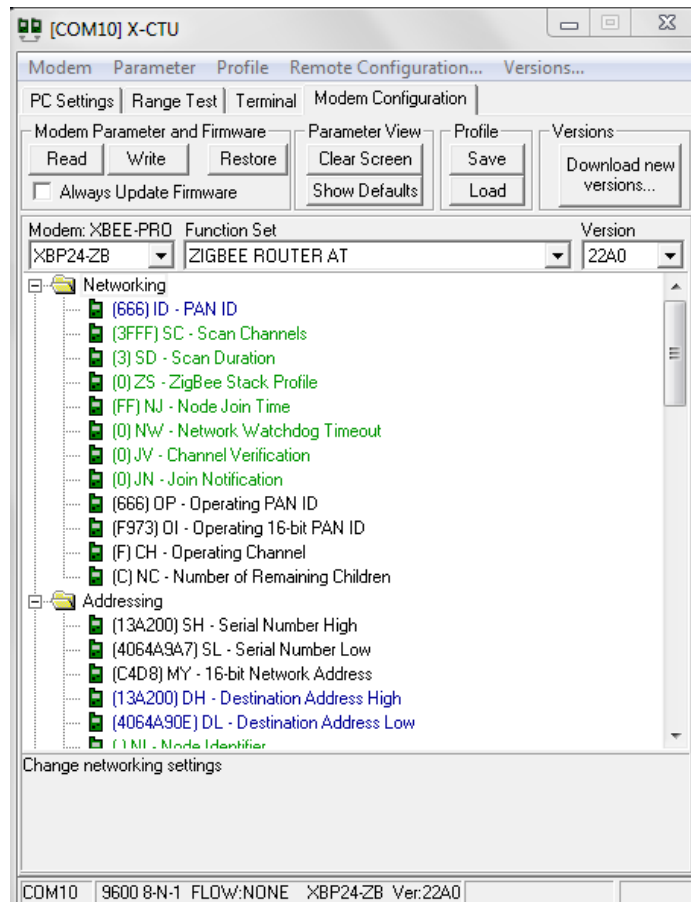 [COM10] X-CTU
Modem Parameter Profile Remote Configuration... Versions...
PC Settings Range Test Terminal Modem Configuration
Modem Parameter and Firmware Parameter View Profile Versions
Read Write Restore Clear Screen Save Download new versions...
Always Update Firmware Show Defaults Load
Modem: XBEE-PRO Function Set Version
XBP24-ZB ZIGBEE ROUTER AT 22A0
Networking
(666) ID - PAN ID
(3FFF) SC - Scan Channels
(3) SD - Scan Duration
(0) ZS - ZigBee Stack Profile
(FF) NJ - Node Join Time
(0) NW - Network Watchdog Timeout
(0) JV - Channel Verification
(0) JN - Join Notification
(666) OP - Operating PAN ID
(F973) OI - Operating 16-bit PAN ID
(F) CH - Operating Channel
(C) NC - Number of Remaining Children
Addressing
(13A200) SH - Serial Number High
(4064A9A7) SL - Serial Number Low
(C4D8) MY - 16-bit Network Address
(13A200) DH - Destination Address High
(4064A90E) DL - Destination Address Low
( ) NI - Node Identifier
Change networking settings
COM10 9600 8-N-1 FLOW:NONE XBP24-ZB Ver:22A0